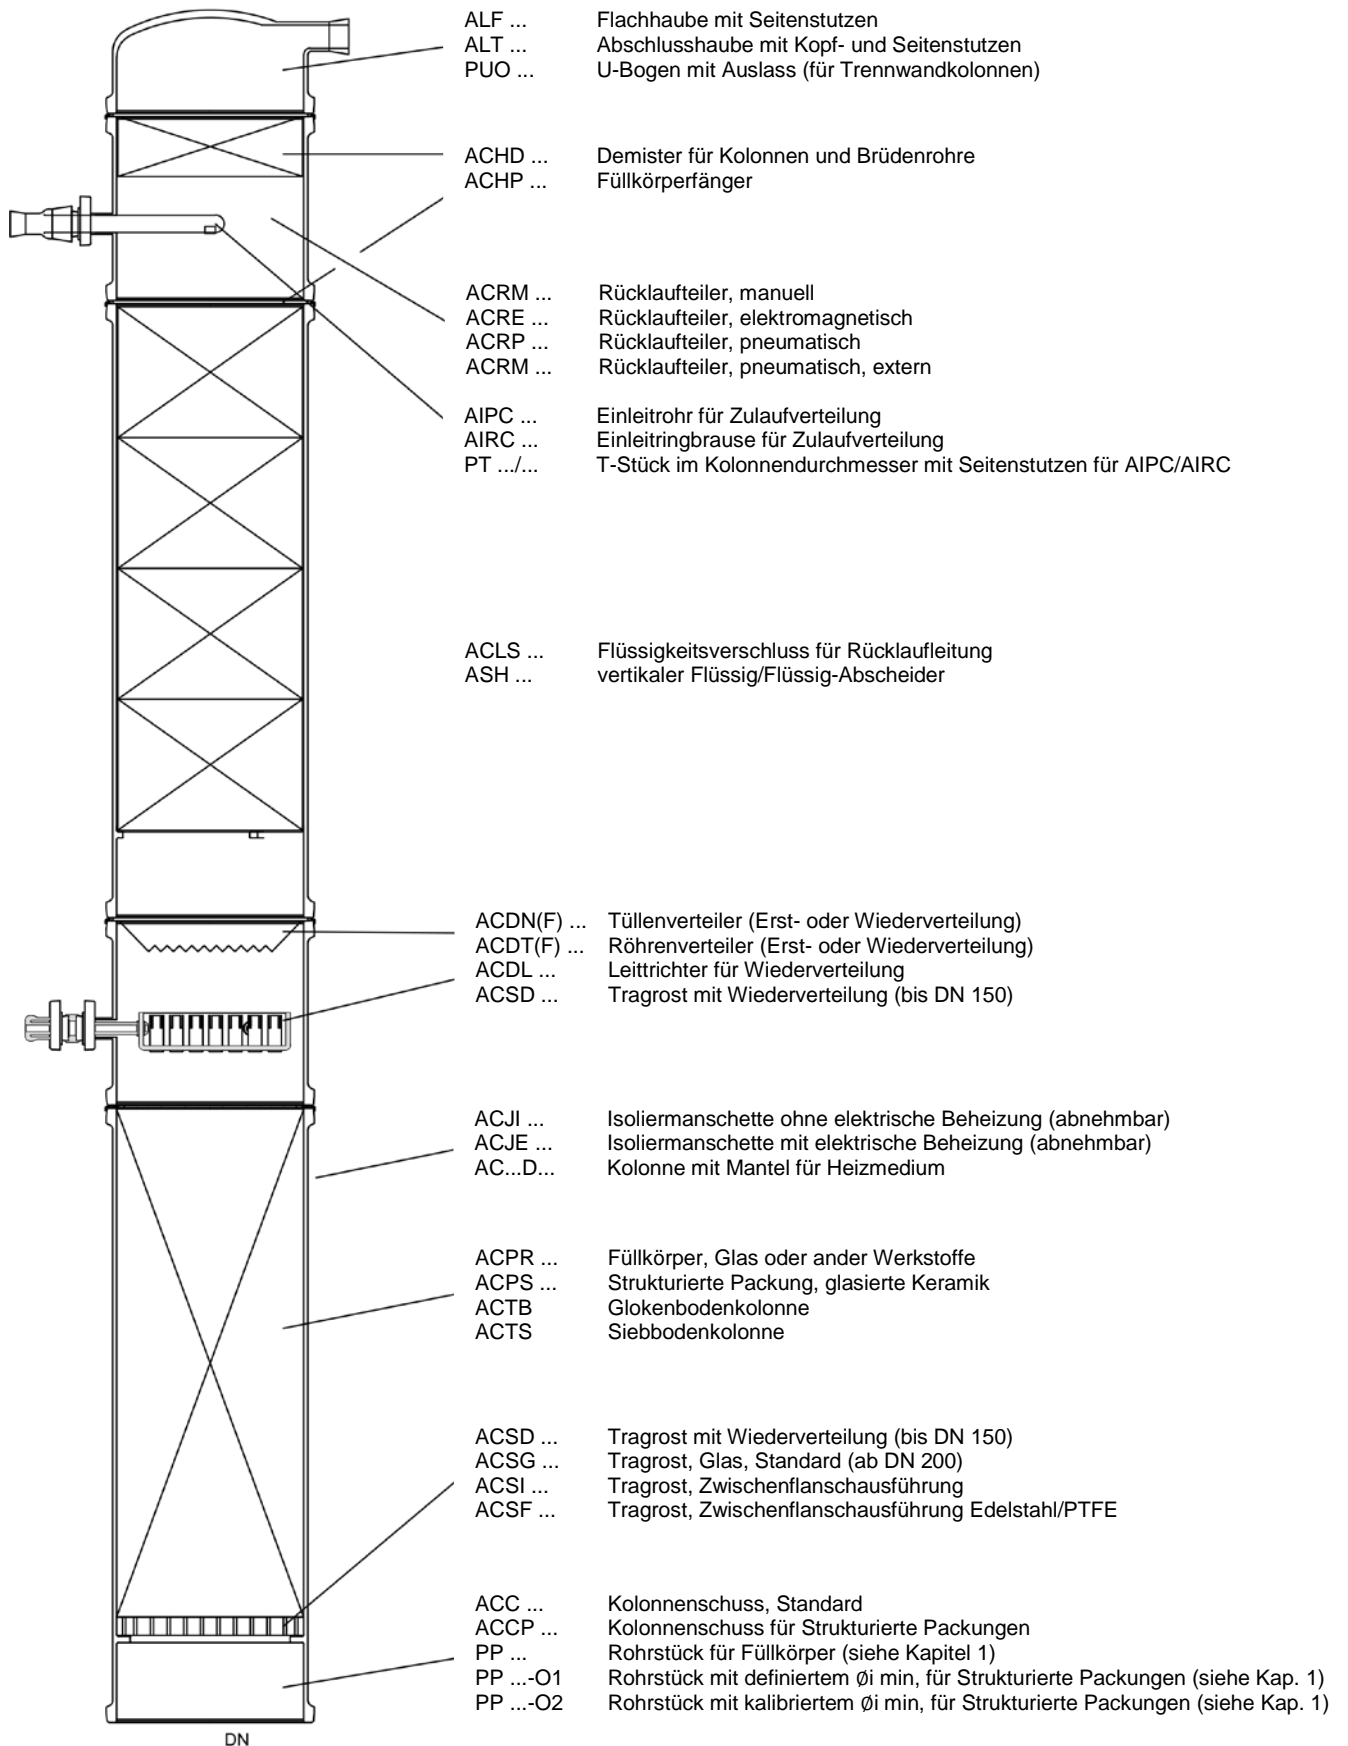 ALF ... Flachhaube mit Seitenstutzen
ALT ... Abschlusshaube mit Kopf- und Seitenstutzen
PUO ... U-Bogen mit Auslass (für Trennwandkolonnen)
ACHD ... Demister für Kolonnen und Brüdenrohre
ACHP ... Füllkörperfänger
ACRM ... Rücklaufteiler, manuell
ACRE ... Rücklaufteiler, elektromagnetisch
ACRP ... Rücklaufteiler, pneumatisch
ACRM ... Rücklaufteiler, pneumatisch, extern
AIPC ... Einleitrohr für Zulaufverteilung
AIRC ... Einleitringbrause für Zulaufverteilung
PT .../... T-Stück im Kolonnendurchmesser mit Seitenstutzen für AIPC/AIRC
ACLS ... Flüssigkeitsverschluss für Rücklaufleitung
ASH ... vertikaler Flüssig/Flüssig-Abscheider
ACDN(F) ... Tüllenverteiler (Erst- oder Wiederverteilung)
ACDT(F) ... Röhrenverteiler (Erst- oder Wiederverteilung)
ACDL ... Leittrichter für Wiederverteilung
ACSD ... Tragrost mit Wiederverteilung (bis DN 150)
ACJI ... Isoliermanschette ohne elektrische Beheizung (abnehmbar)
ACJE ... Isoliermanschette mit elektrische Beheizung (abnehmbar)
AC...D... Kolonne mit Mantel für Heizmedium
ACPR ... Füllkörper, Glas oder ander Werkstoffe
ACPS ... Strukturierte Packung, glasierte Keramik
ACTB Glokenbodenkolonne
ACTS Siebbodenkolonne
ACSD ... Tragrost mit Wiederverteilung (bis DN 150)
ACSG ... Tragrost, Glas, Standard (ab DN 200)
ACSI ... Tragrost, Zwischenflanschausführung
ACSF ... Tragrost, Zwischenflanschausführung Edelstahl/PTFE
ACC ... Kolonnenschuss, Standard
ACCP ... Kolonnenschuss für Strukturierte Packungen
PP ... Rohrstück für Füllkörper (siehe Kapitel 1)
PP ...-O1 Rohrstück mit definiertem Øi min, für Strukturierte Packungen (siehe Kap. 1)
PP ...-O2 Rohrstück mit kalibriertem Øi min, für Strukturierte Packungen (siehe Kap. 1)
DN